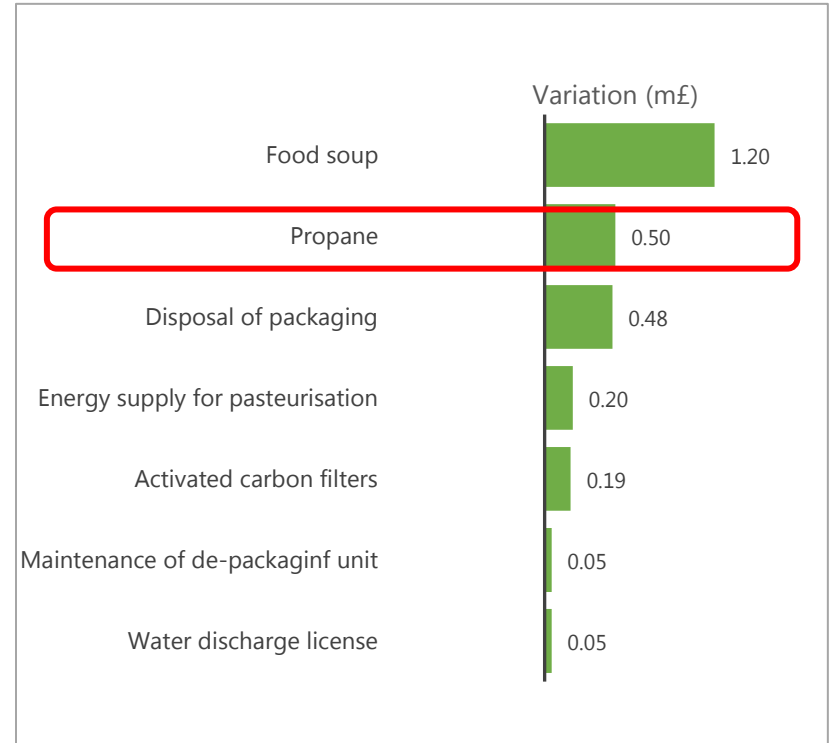 Variation (m£)
Food soup 1.20
Propane 0.50
Disposal of packaging 0.48
Energy supply for pasteurisation 0.20
Activated carbon filters 0.19
Maintenance of de-packaginf unit 0.05
Water discharge license 0.05